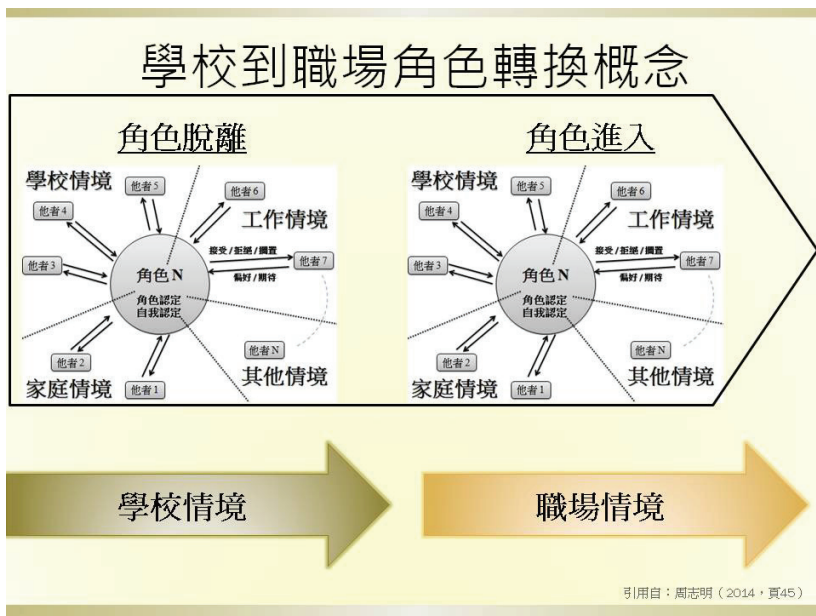 學校到職場角色轉換概念
角色脫離
學校情境
他者5
他者6
他者4
工作情境
接受/拒絕/擱置
他者3
角色N
他者7
偏好/期待
角色認定
自我認定
他者N
他者2
其他情境
家庭情境
他者1
角色進入
學校情境
他者5
他者6
他者4
工作情境
接受/拒絕/擱置
他者3
角色N
他者7
偏好/期待
角色認定
自我認定
他者N
他者2
其他情境
家庭情境
他者1
學校情境
職場情境
引用自：周志明（2014，頁45）